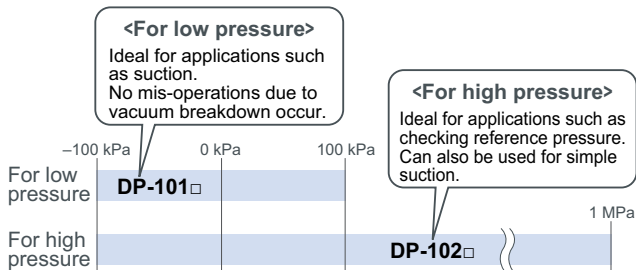 <For low pressure>
Ideal for applications such
as suction.
No mis-operations due to
vacuum breakdown occur.
<For high pressure>
Ideal for applications such as
checking reference pressure.
Can also be used for simple
suction.
–100 kPa 0 kPa 100 kPa
1 MPa
For low
pressure
DP-101□
For high
pressure
DP-102□